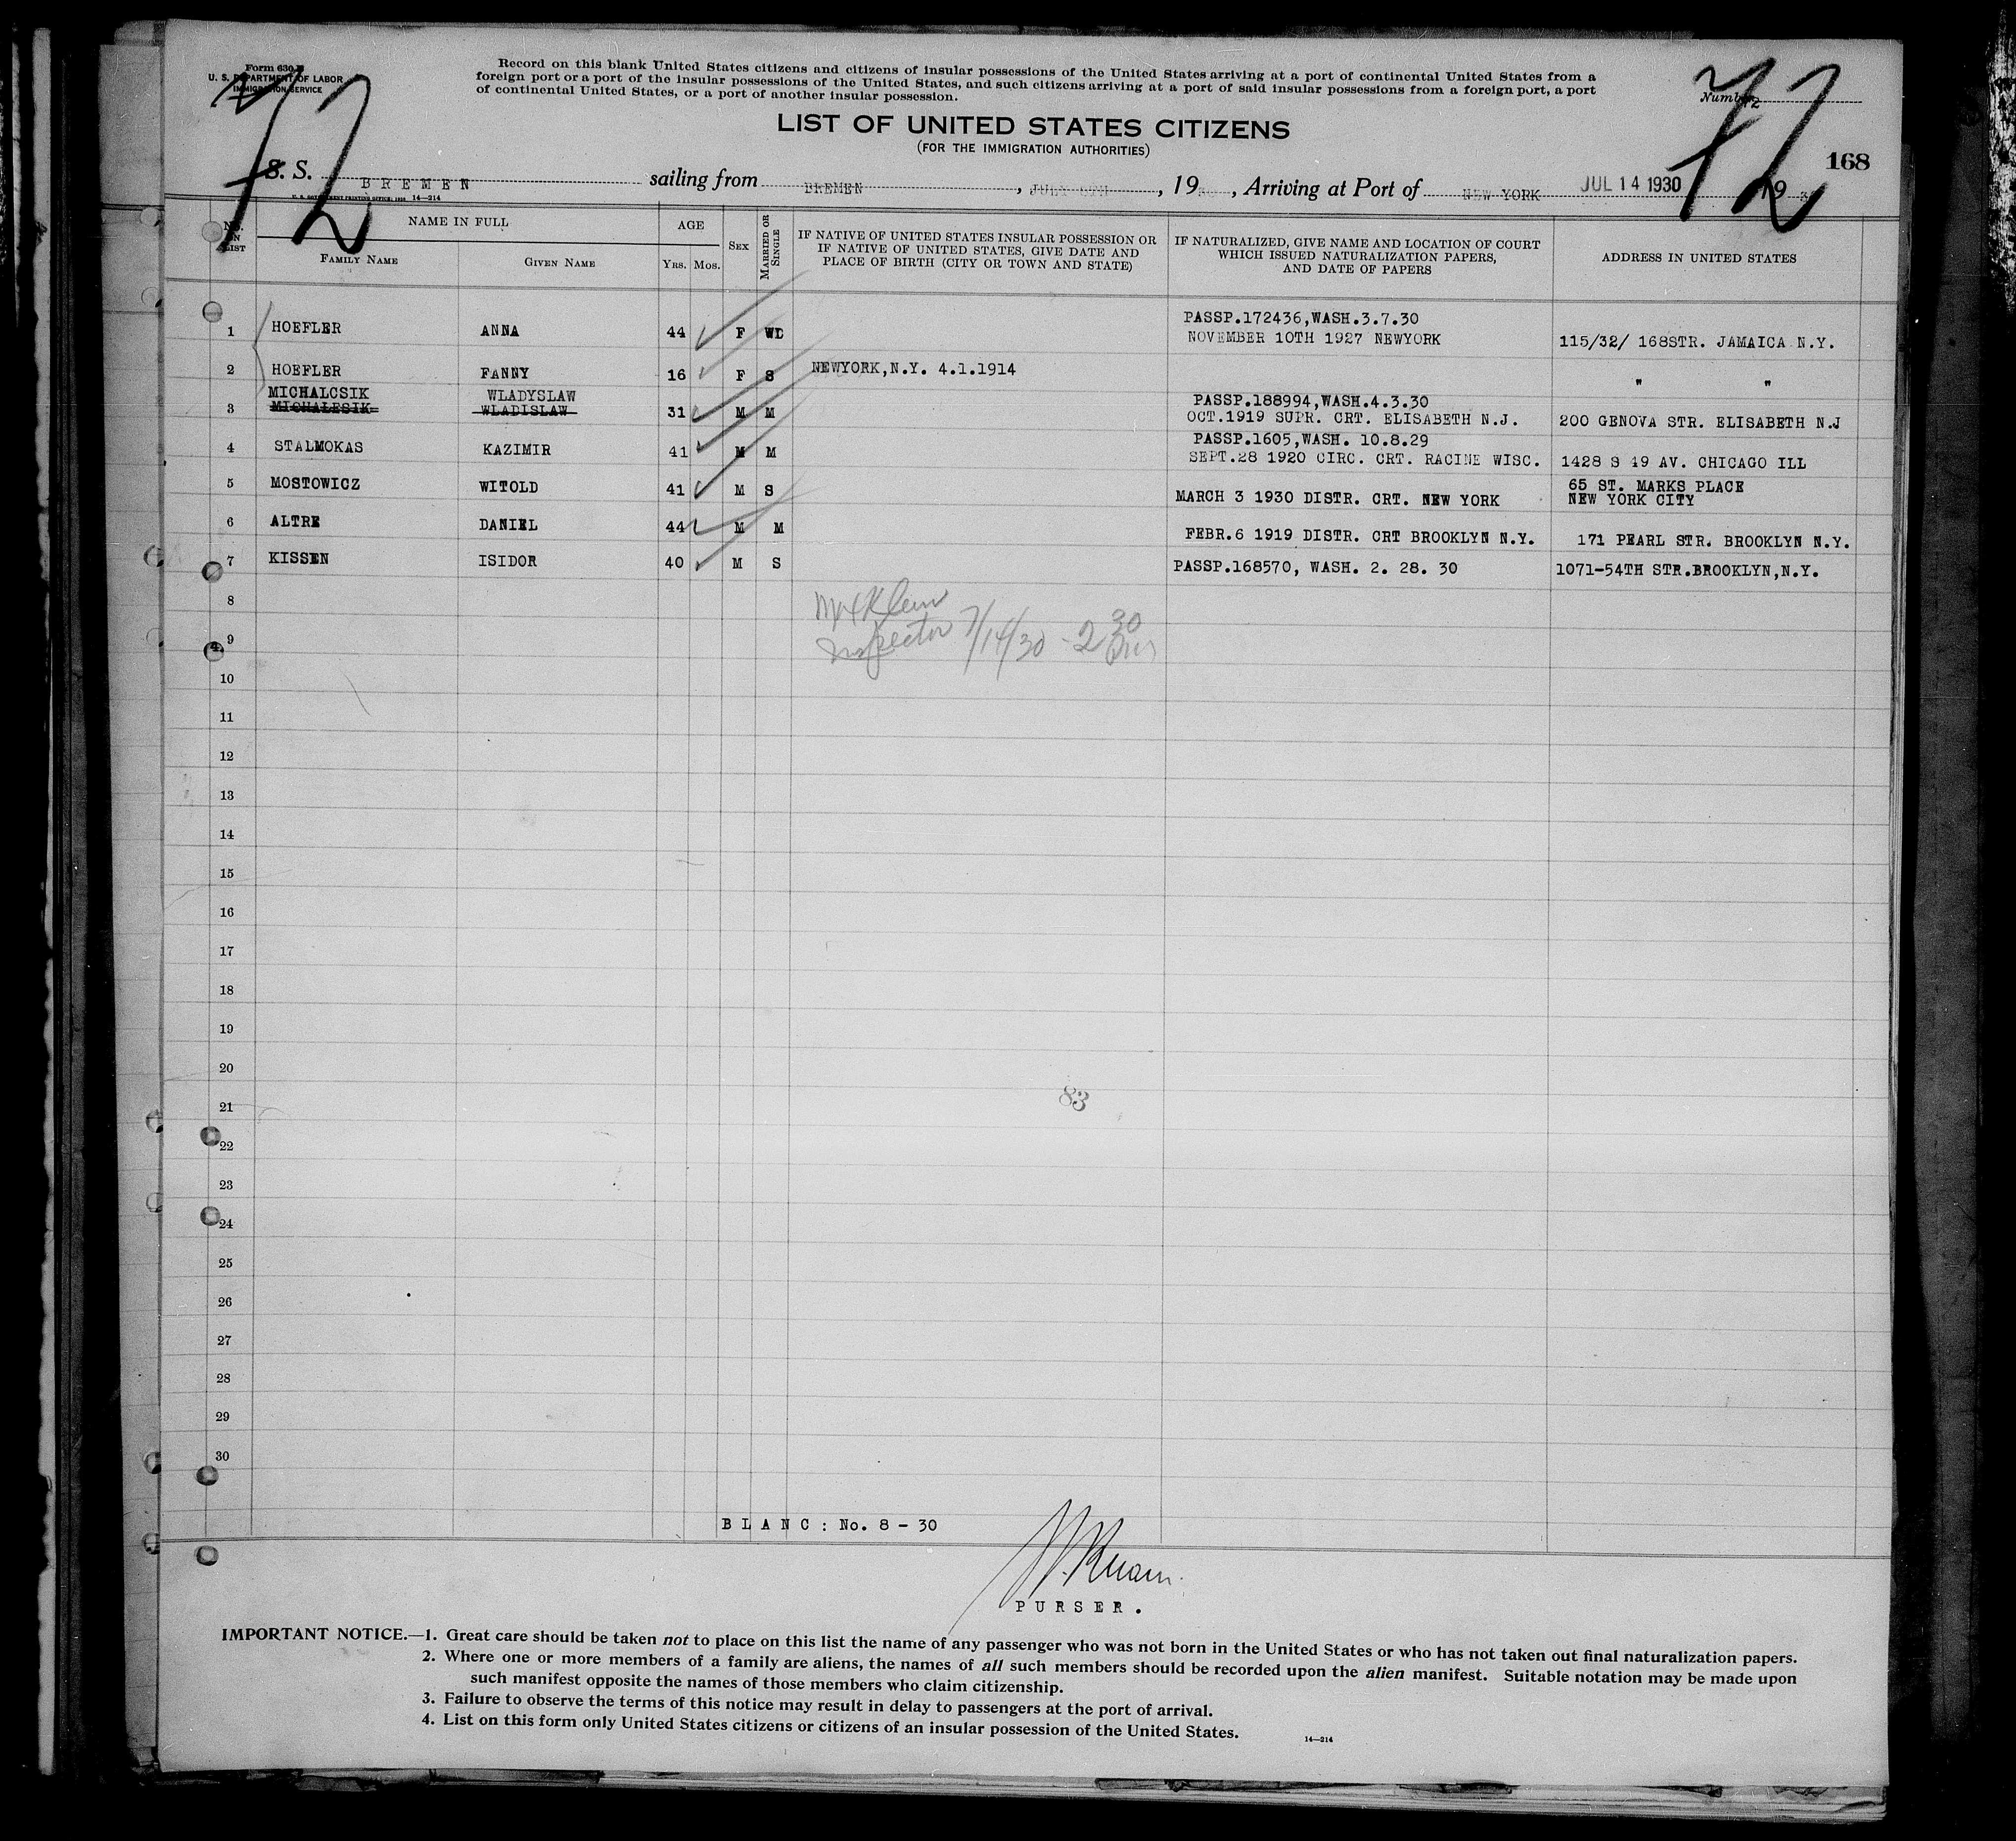 Form 630
U. S. DEPARTMENT OF LABOR
IMMIGRATION SERVICE
72
Record on this blank United States citizens and citizens of insular possessions of the United States arriving at a port of continental United States from a
foreign port or a port of the insular possessions of the United States, and such citizens arriving at a port of said insular possessions from a foreign port, a port
of continental United States, or a port of another insular possession.
Number 72
72
LIST OF UNITED STATES CITIZENS
(FOR THE IMMIGRATION AUTHORITIES)
168
S. S. BREMEN sailing from BREMEN, JULY, 19, Arriving at Port of NEW YORK JUL 14 1930 19
U. S. GOVERNMENT PRINTING OFFICE: 14—214
No. ON LIST
NAME IN FULL
FAMILY NAME
GIVEN NAME
AGE
YRS. MOS.
SEX
MARRIED OR SINGLE
IF NATIVE OF UNITED STATES INSULAR POSSESSION OR
IF NATIVE OF UNITED STATES, GIVE DATE AND
PLACE OF BIRTH (CITY OR TOWN AND STATE)
IF NATURALIZED, GIVE NAME AND LOCATION OF COURT
WHICH ISSUED NATURALIZATION PAPERS,
AND DATE OF PAPERS
ADDRESS IN UNITED STATES
PASSP.172436,WASH.3.7.30
1 HOEFLER ANNA 44 F WD NOVEMBER 10TH 1927 NEWYORK 115/32/ 168STR. JAMAICA N.Y.
2 HOEFLER FANNY 16 F S NEWYORK,N.Y. 4.1.1914 " "
MICHALCSIK WLADYSLAW PASSP.188994,WASH.4.3.30
3 MICHALESIK WLADISLAW 31 M M OCT.1919 SUPR. CRT. ELISABETH N.J. 200 GENOVA STR. ELISABETH N.J
PASSP.1605,WASH. 10.8.29
4 STALMOKAS KAZIMIR 41 M M SEPT.28 1920 CIRC. CRT. RACINE WISC. 1428 S 49 AV. CHICAGO ILL
65 ST. MARKS PLACE
5 MOSTOWICZ WITOLD 41 M S MARCH 3 1930 DISTR. CRT. NEW YORK NEW YORK CITY
6 ALTRE DANIEL 44 M M FEBR.6 1919 DISTR. CRT BROOKLYN N.Y. 171 PEARL STR. BROOKLYN N.Y.
7 KISSEN ISIDOR 40 M S PASSP.168570, WASH. 2. 28. 30 1071-54TH STR.BROOKLYN,N.Y.
8
Klein
9 Inspector 7/14/30 - 2 30
10
11
12
13
14
15
16
17
18
19
20
83
21
22
23
24
25
26
27
28
29
30
BLANC: No. 8 - 30
PURSER.
IMPORTANT NOTICE.—1. Great care should be taken not to place on this list the name of any passenger who was not born in the United States or who has not taken out final naturalization papers.
2. Where one or more members of a family are aliens, the names of all such members should be recorded upon the alien manifest. Suitable notation may be made upon
such manifest opposite the names of those members who claim citizenship.
3. Failure to observe the terms of this notice may result in delay to passengers at the port of arrival.
4. List on this form only United States citizens or citizens of an insular possession of the United States.
14—214